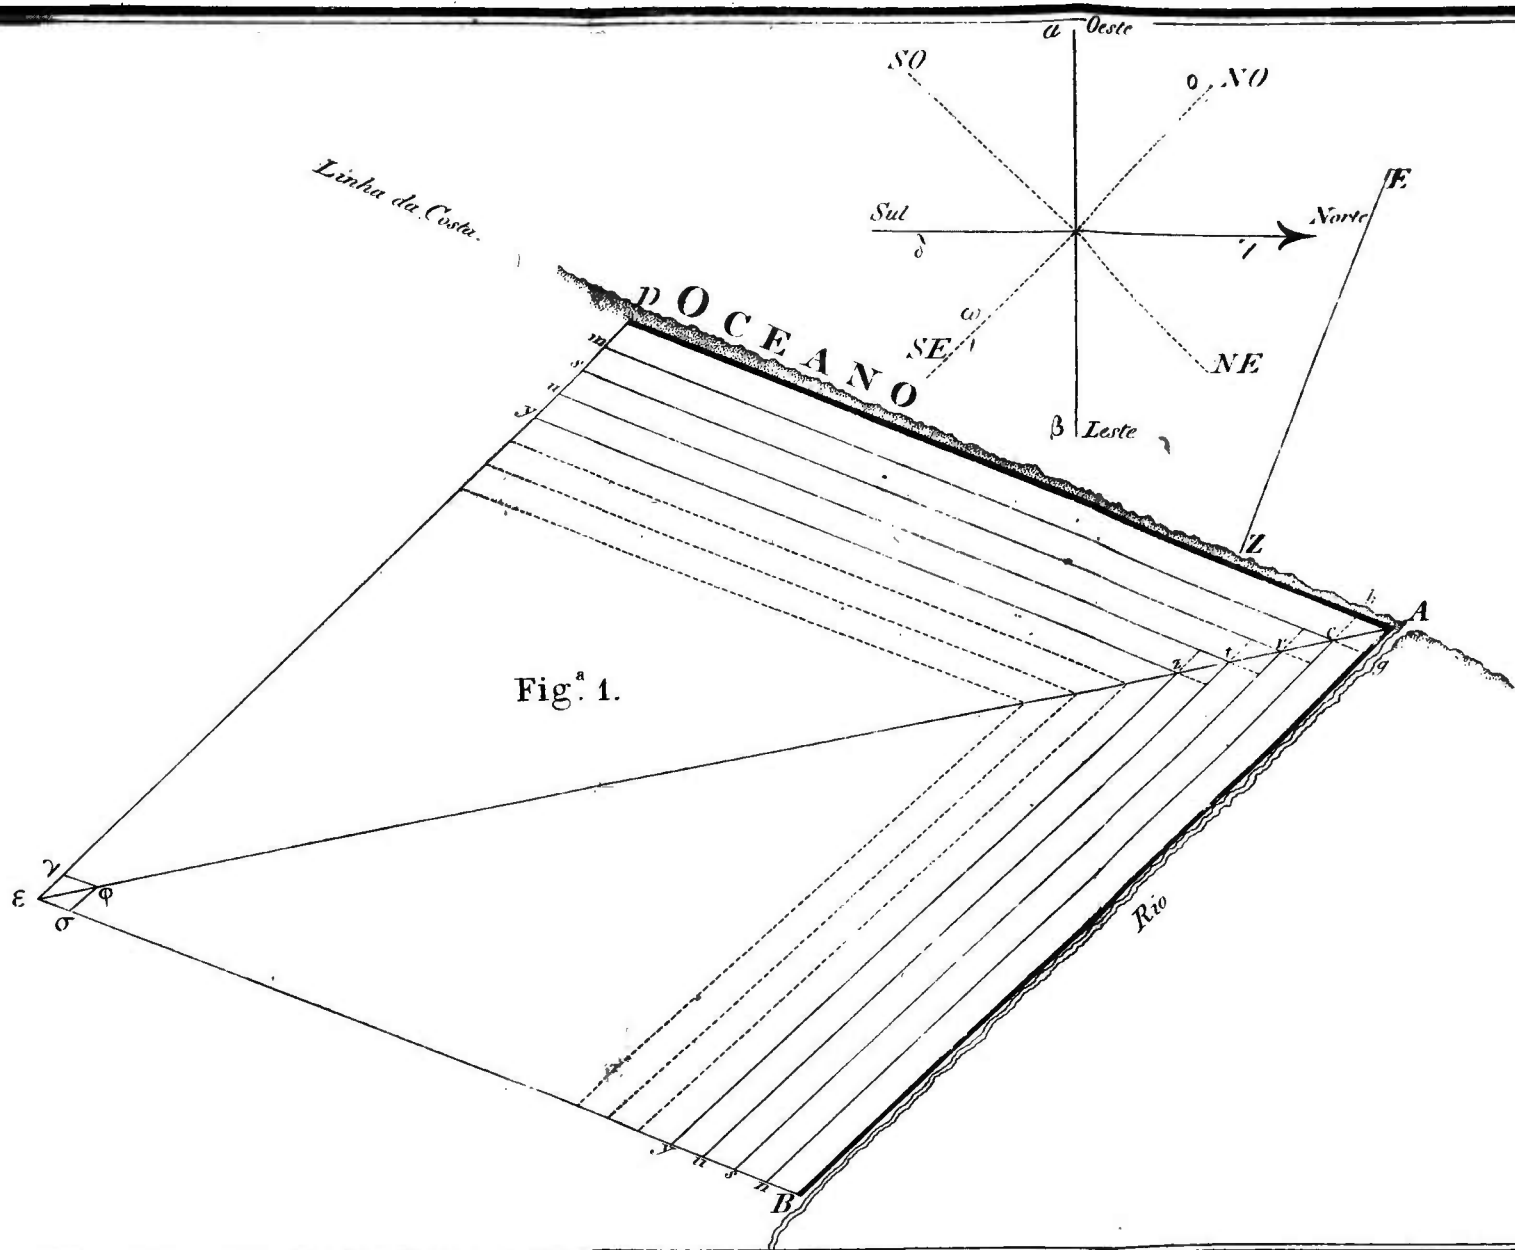 α Oeste
SO
NO
Linha da Costa.
E
Sul
Norte
δ
D OCEANO
ω
SE
NE
m
s
u
y
β Leste
Z
h
A
z t r c
g
Fig.ª 1.
γ
ε
φ
σ
Rio
y u s n
B